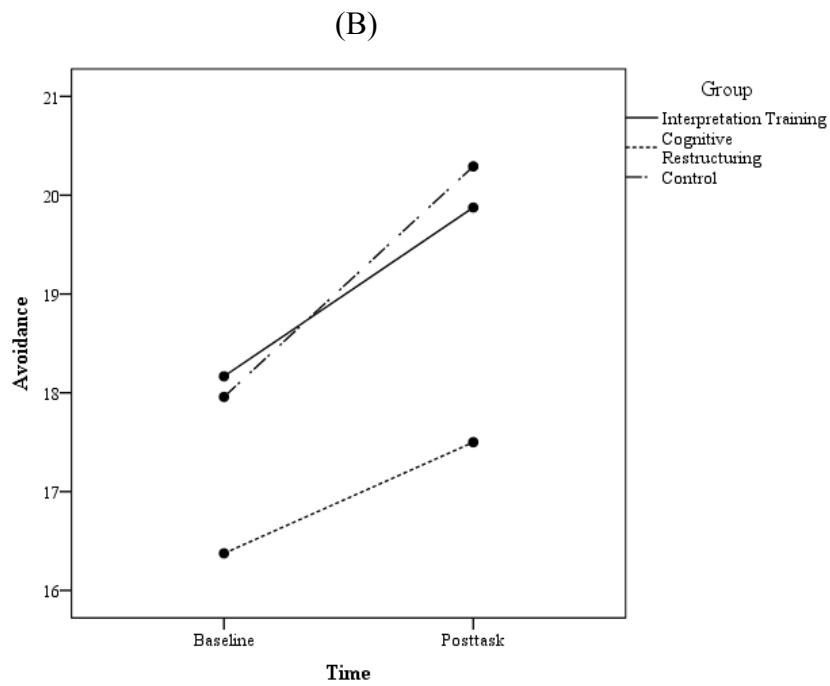 (B)
21
20
19
18
17
16
Avoidance
Baseline
Posttask
Time
Group
Interpretation Training
Cognitive
Restructuring
Control